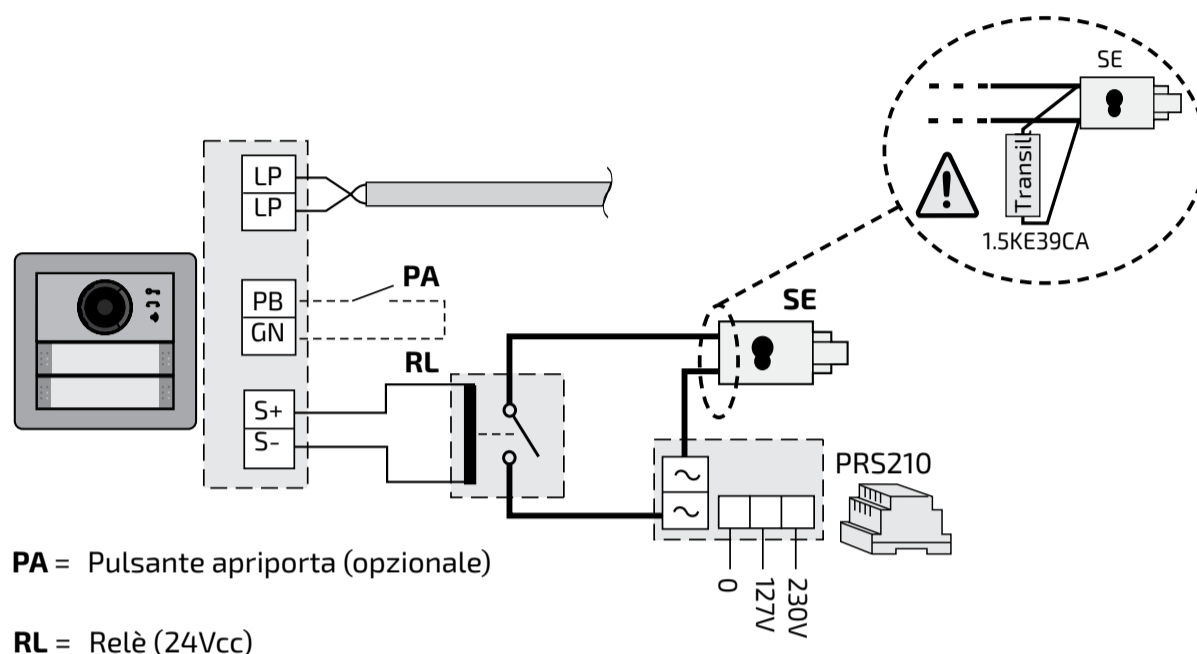 SE
Transil
1.5KE39CA
LP
LP
PA
PB
GN
SE
RL
S+
S-
PRS210
0
127V
230V
PA = Pulsante apriporta (opzionale)
RL = Relè (24Vcc)